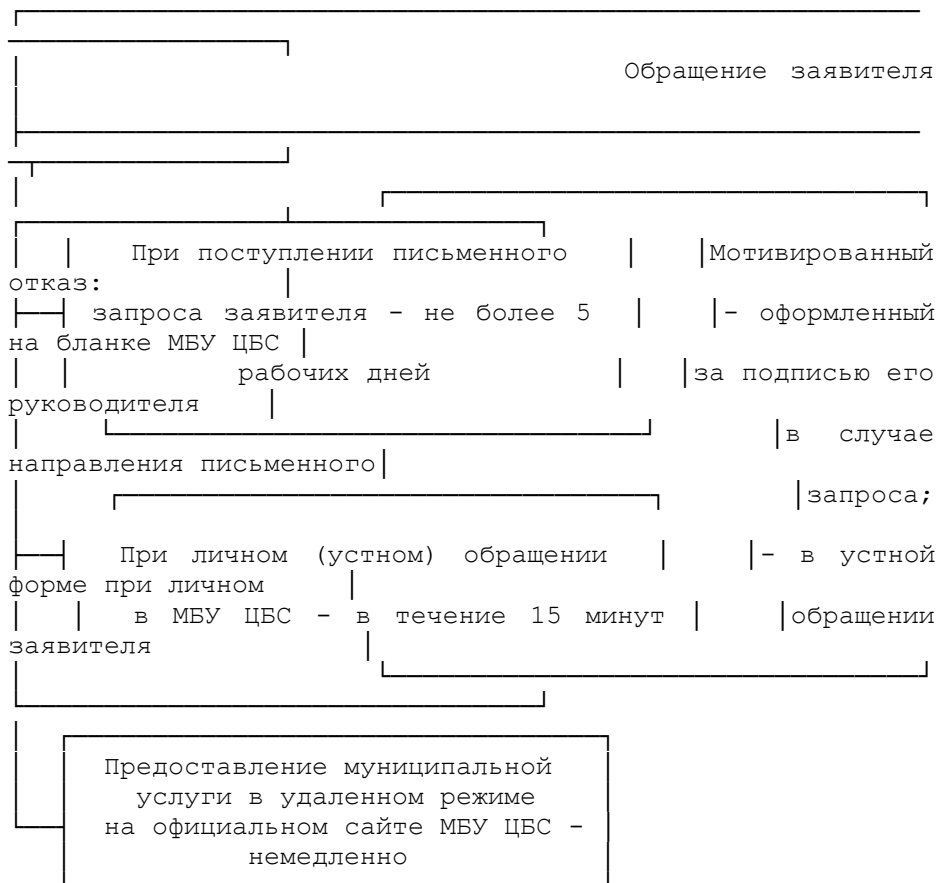 Обращение заявителя
При поступлении письменного Мотивированный
отказ:
запроса заявителя - не более 5 - оформленный
на бланке МБУ ЦБС
рабочих дней за подписью его
руководителя
в случае
направления письменного
запроса;
При личном (устном) обращении - в устной
форме при личном
в МБУ ЦБС - в течение 15 минут обращении
заявителя
Предоставление муниципальной
услуги в удаленном режиме
на официальном сайте МБУ ЦБС -
немедленно